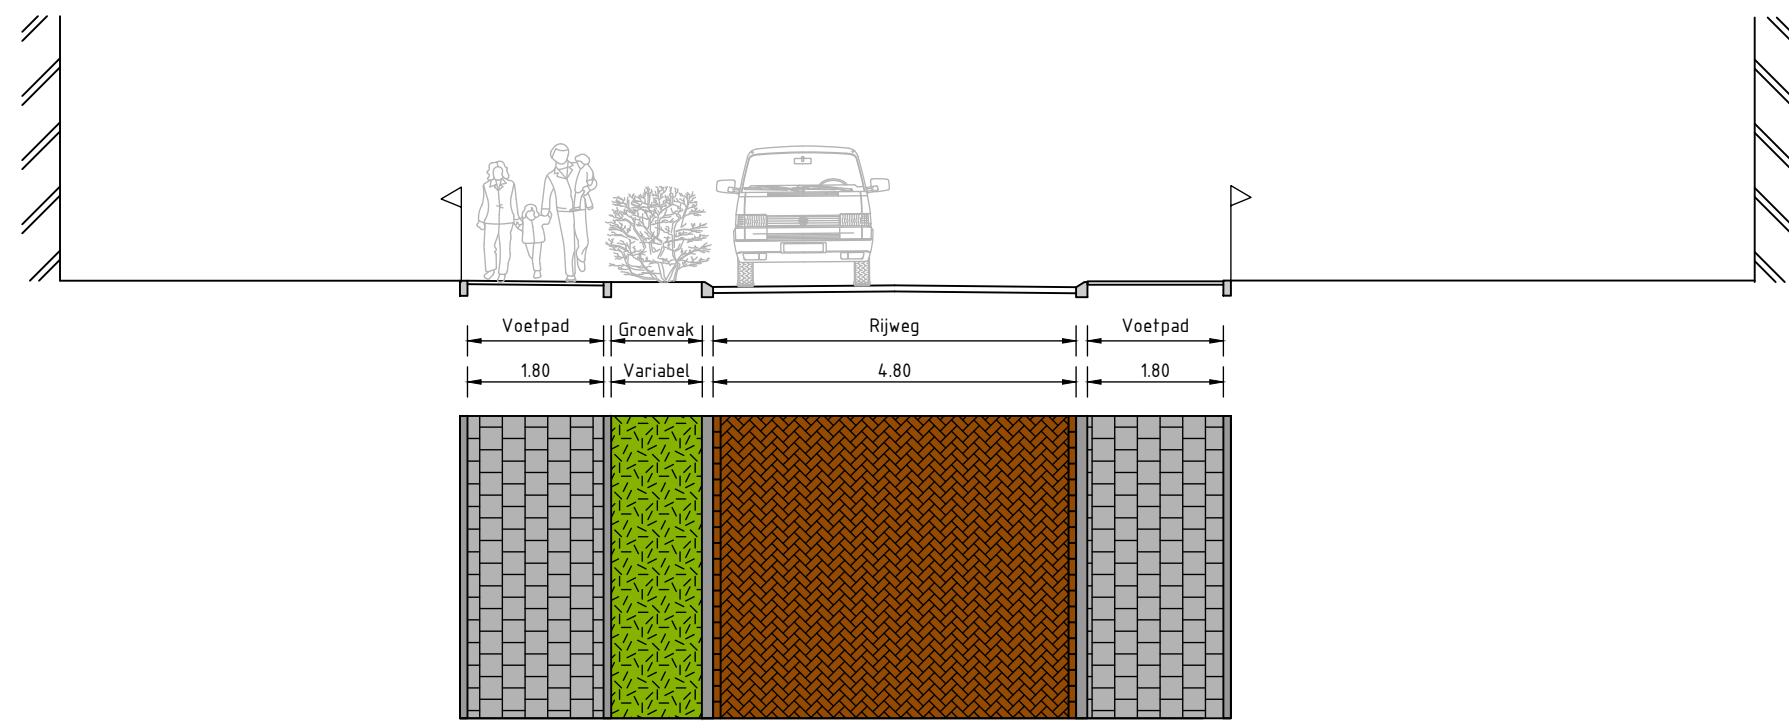 Voetpad Groenvak Rijweg Voetpad
1.80 Variabel 4.80 1.80